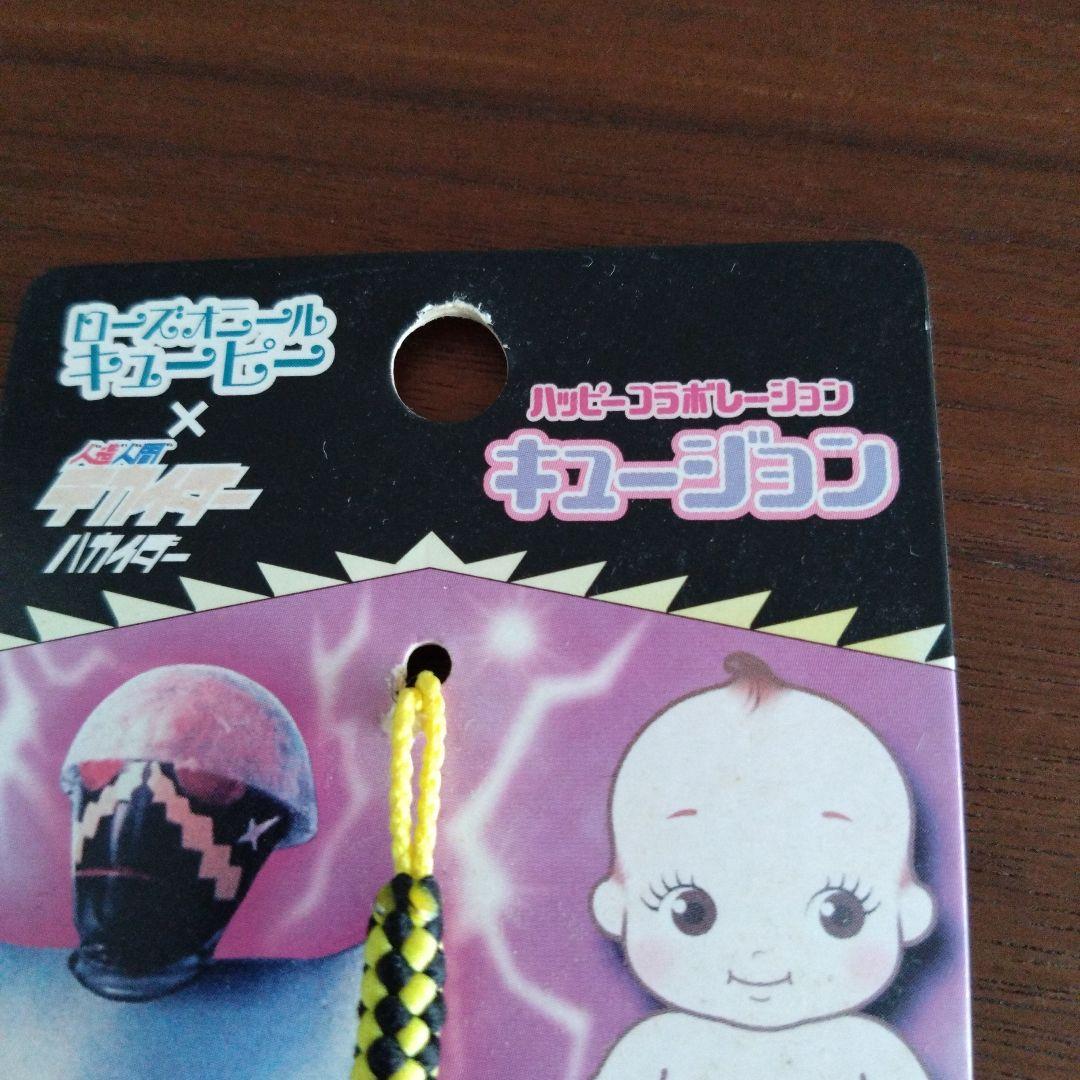 ローズオニール
キューピー
×
人造人間
キカイダー
ハカイダー
ハッピーコラボレーション
キュージョン